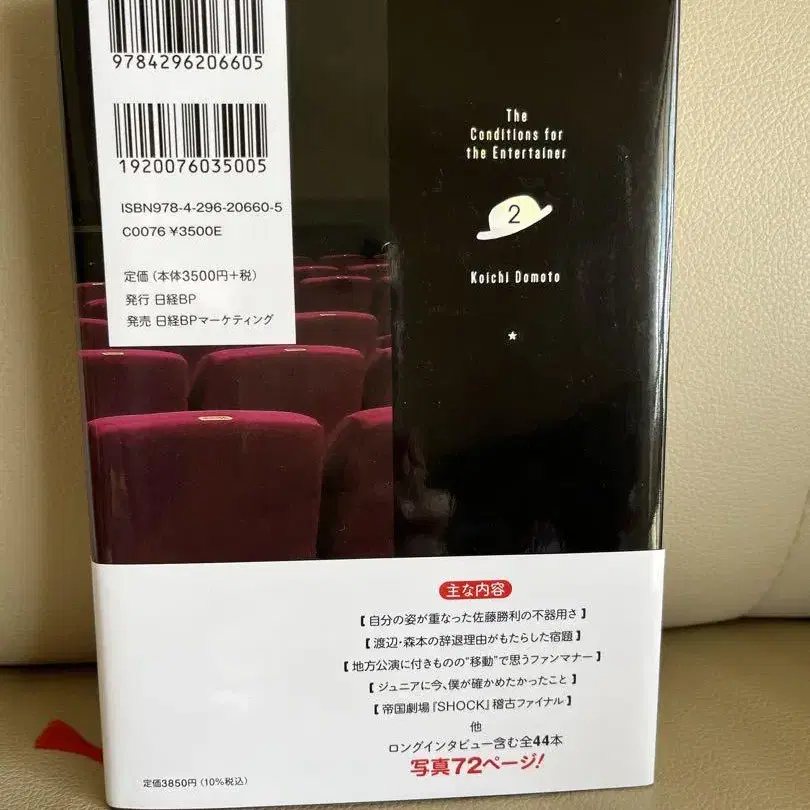 9784296206605
1920076035005
ISBN978-4-296-20660-5
C0076 ¥3500E
定価（本体3500円+税）
発行 日経BP
発売 日経BPマーケティング
The
Conditions for
the Entertainer
2
Koichi Domoto
主な内容
【 自分の姿が重なった佐藤勝利の不器用さ 】
【 渡辺・森本の辞退理由がもたらした宿題 】
【 地方公演に付きものの“移動”で思うファンマナー 】
【 ジュニアに今、僕が確かめたかったこと 】
【 帝国劇場『SHOCK』稽古ファイナル 】
他
ロングインタビュー含む全44本
写真72ページ!
定価3850円（10%税込）